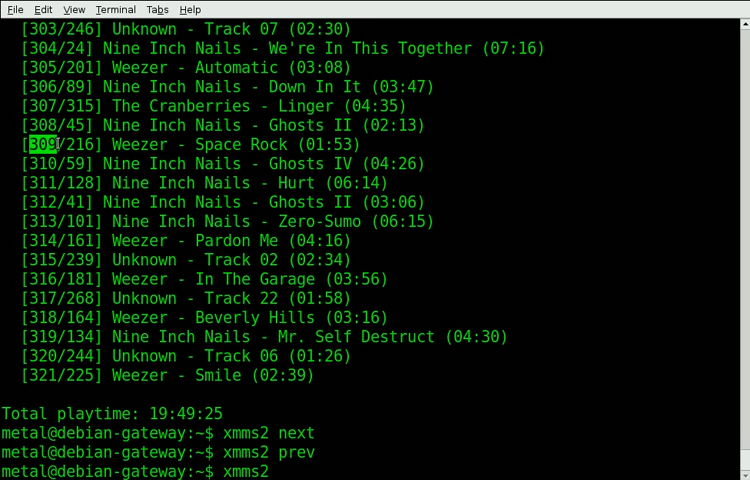 File Edit View Terminal Tabs Help
[303/246] Unknown - Track 07 (02:30)
[304/24] Nine Inch Nails - We're In This Together (07:16)
[305/201] Weezer - Automatic (03:08)
[306/89] Nine Inch Nails - Down In It (03:47)
[307/315] The Cranberries - Linger (04:35)
[308/45] Nine Inch Nails - Ghosts II (02:13)
[309/216] Weezer - Space Rock (01:53)
[310/59] Nine Inch Nails - Ghosts IV (04:26)
[311/128] Nine Inch Nails - Hurt (06:14)
[312/41] Nine Inch Nails - Ghosts II (03:06)
[313/101] Nine Inch Nails - Zero-Sumo (06:15)
[314/161] Weezer - Pardon Me (04:16)
[315/239] Unknown - Track 02 (02:34)
[316/181] Weezer - In The Garage (03:56)
[317/268] Unknown - Track 22 (01:58)
[318/164] Weezer - Beverly Hills (03:16)
[319/134] Nine Inch Nails - Mr. Self Destruct (04:30)
[320/244] Unknown - Track 06 (01:26)
[321/225] Weezer - Smile (02:39)
Total playtime: 19:49:25
metal@debian-gateway:~$ xmms2 next
metal@debian-gateway:~$ xmms2 prev
metal@debian-gateway:~$ xmms2